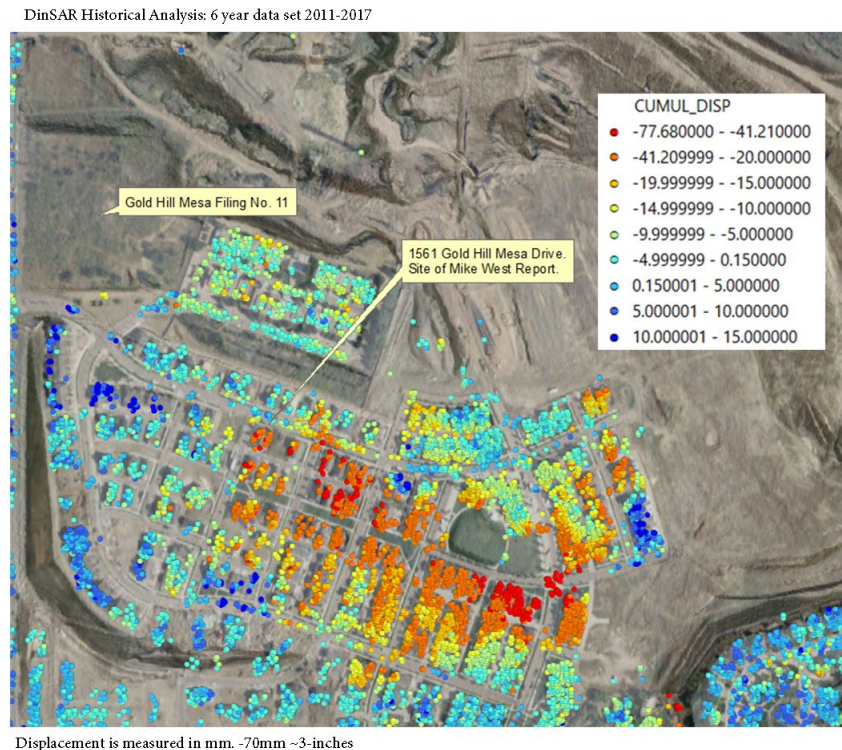 DinSAR Historical Analysis: 6 year data set 2011-2017
CUMUL_DISP
-77.680000 - -41.210000
-41.209999 - -20.000000
-19.999999 - -15.000000
-14.999999 - -10.000000
-9.999999 - -5.000000
-4.999999 - 0.150000
0.150001 - 5.000000
5.000001 - 10.000000
10.000001 - 15.000000
Gold Hill Mesa Filing No. 11
1561 Gold Hill Mesa Drive.
Site of Mike West Report.
Displacement is measured in mm. -70mm ~3-inches